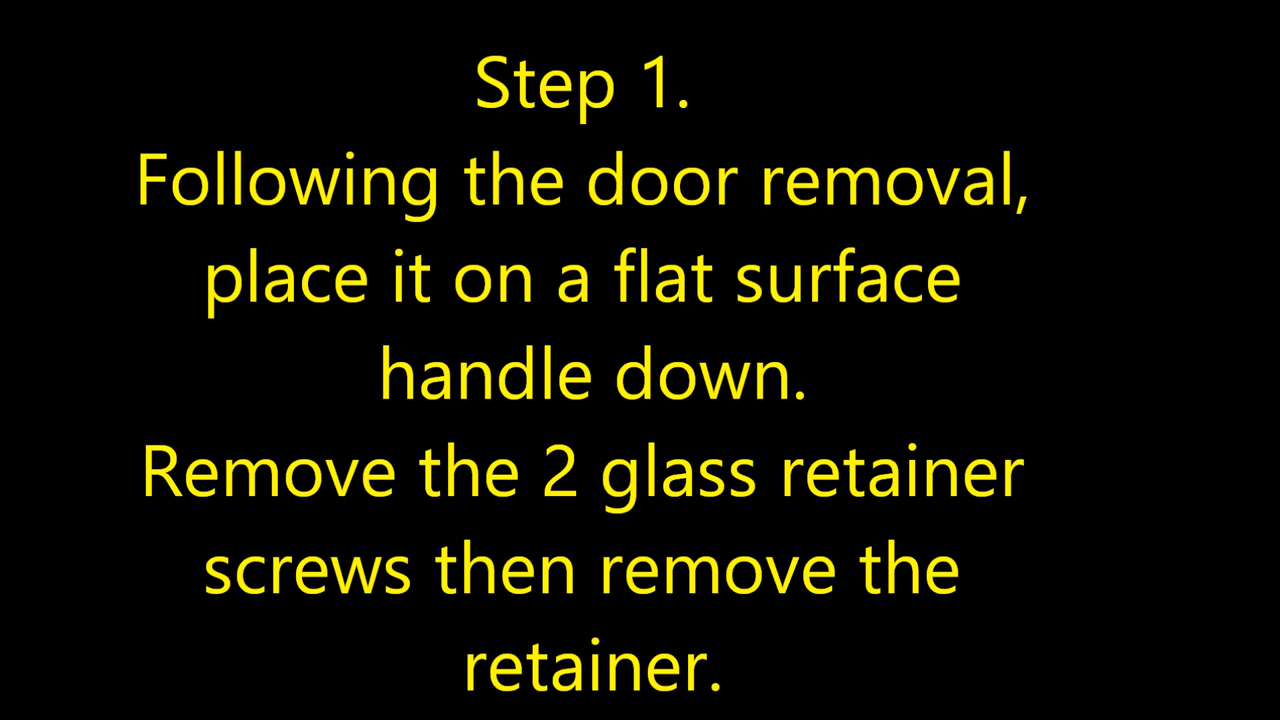 Step 1.
Following the door removal,
place it on a flat surface
handle down.
Remove the 2 glass retainer
screws then remove the
retainer.